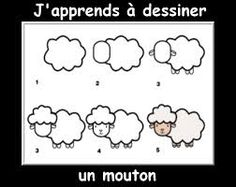 J'apprends à dessiner
1 2 3
4 5 6
un mouton